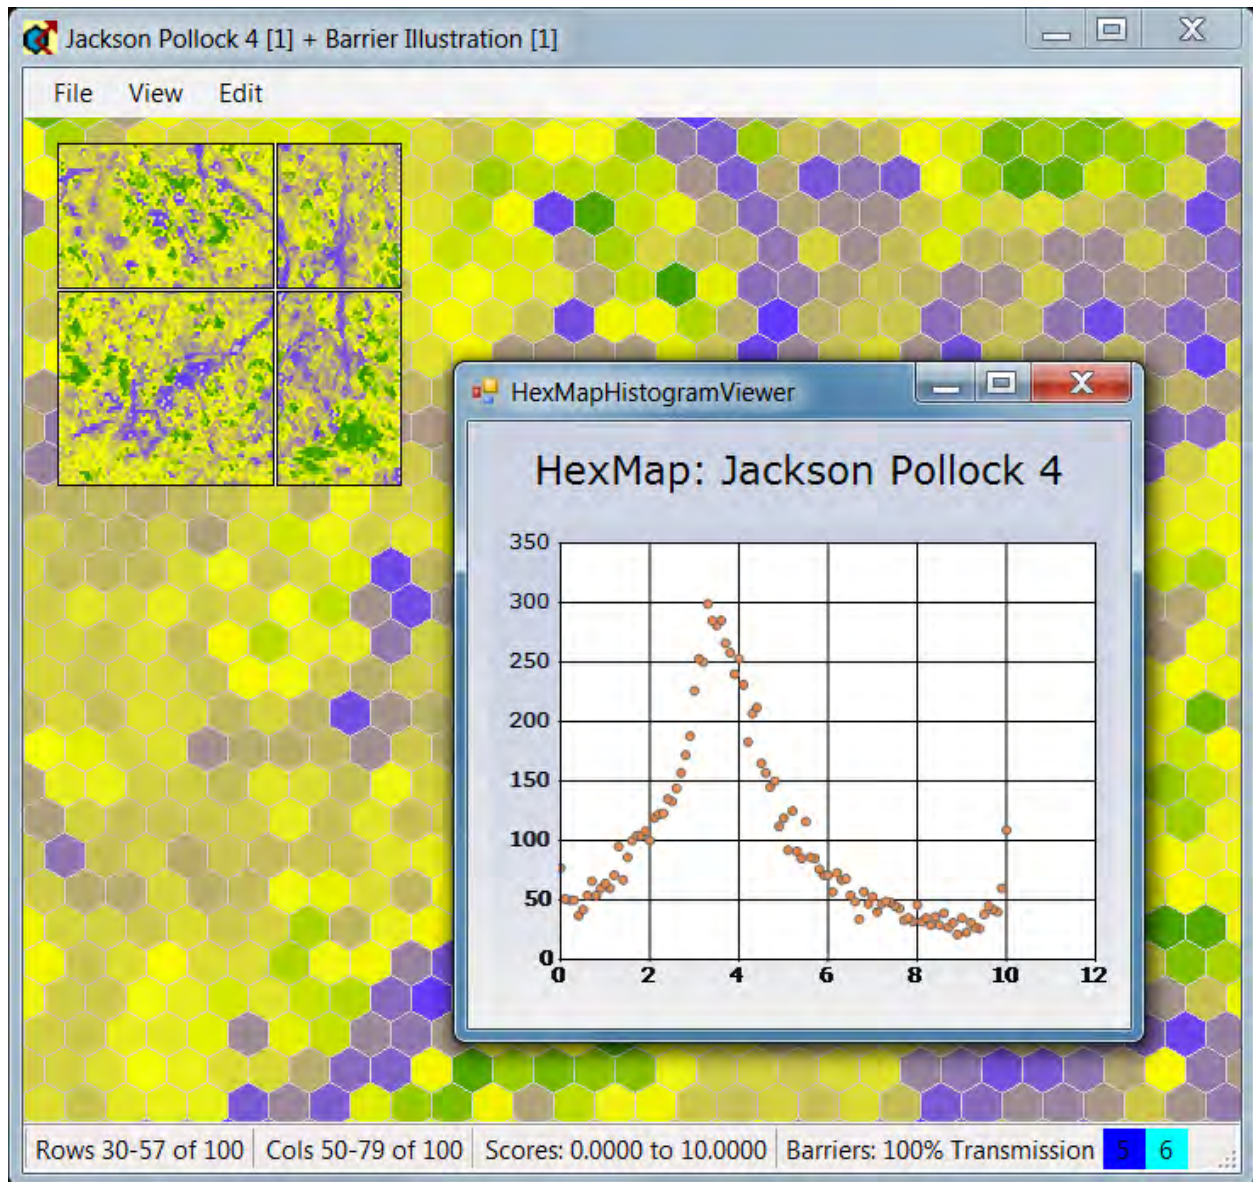 Jackson Pollock 4 [1] + Barrier Illustration [1]
File View Edit
HexMapHistogramViewer
HexMap: Jackson Pollock 4
350
300
250
200
150
100
50
0
0 2 4 6 8 10 12
Rows 30-57 of 100 Cols 50-79 of 100 Scores: 0.0000 to 10.0000 Barriers: 100% Transmission 5 6